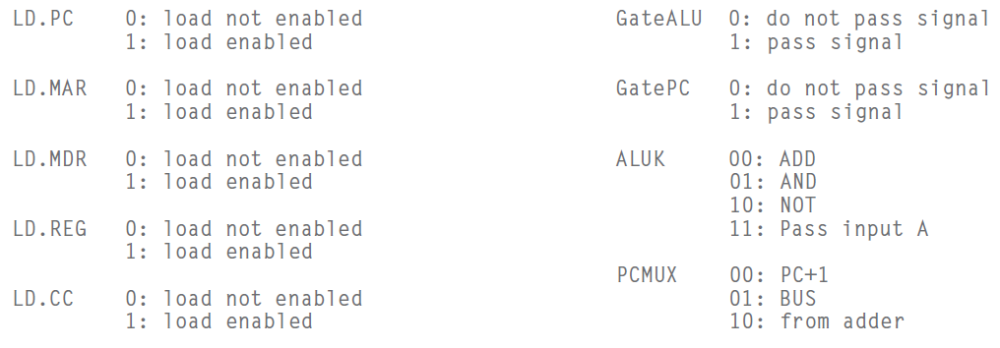 LD.PC 0: load not enabled
1: load enabled
LD.MAR 0: load not enabled
1: load enabled
LD.MDR 0: load not enabled
1: load enabled
LD.REG 0: load not enabled
1: load enabled
LD.CC 0: load not enabled
1: load enabled
GateALU 0: do not pass signal
1: pass signal
GatePC 0: do not pass signal
1: pass signal
ALUK 00: ADD
01: AND
10: NOT
11: Pass input A
PCMUX 00: PC+1
01: BUS
10: from adder